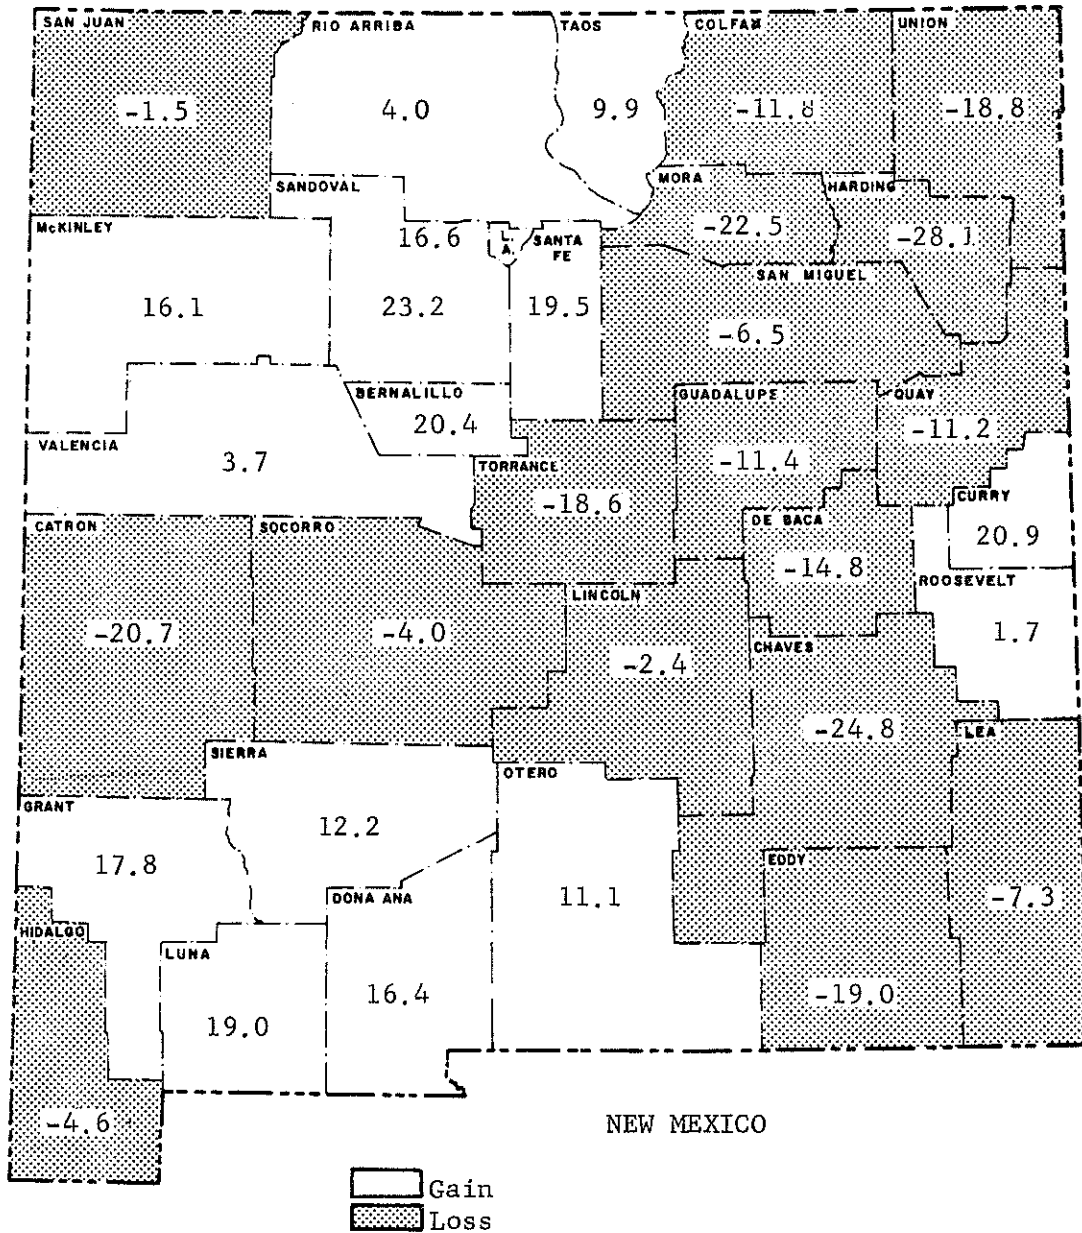 SAN JUAN
RIO ARRIBA
TAOS
COLFAX
UNION
-1.5
4.0
9.9
-11.8
-18.8
SANDOVAL
MORA
HARDING
McKINLEY
16.6
L.A.
SANTA FE
-22.5
-28.1
SAN MIGUEL
16.1
23.2
19.5
-6.5
BERNALILLO
GUADALUPE
QUAY
20.4
-11.2
VALENCIA
3.7
TORRANCE
-11.4
-18.6
CURRY
CATRON
SOCORRO
DE BACA
20.9
-14.8
ROOSEVELT
LINCOLN
-20.7
-4.0
1.7
CHAVES
-2.4
-24.8
LEA
SIERRA
OTERO
GRANT
12.2
17.8
EDDY
DONA ANA
11.1
-7.3
HIDALGO
LUNA
16.4
-19.0
19.0
-4.6
NEW MEXICO
Gain
Loss